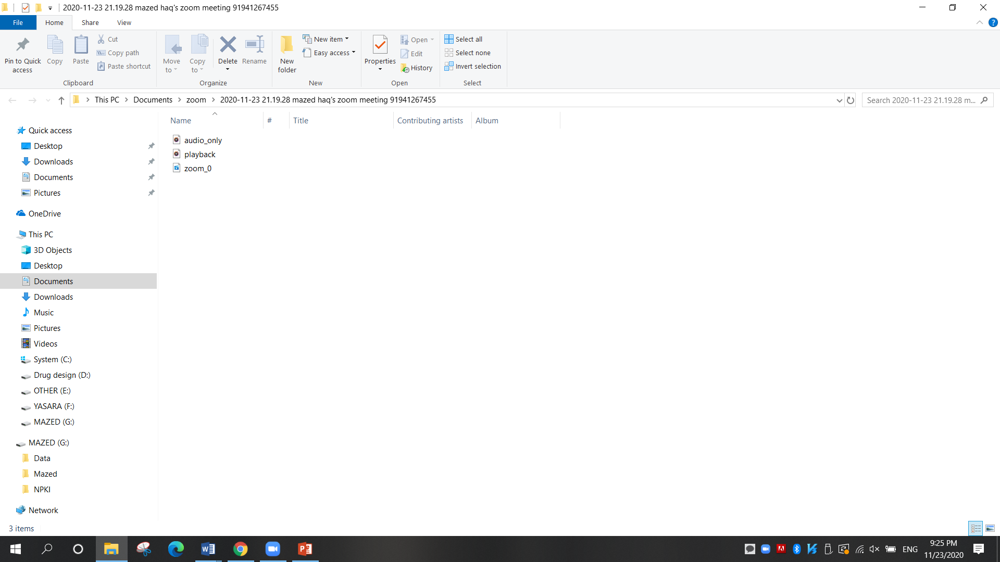 2020-11-23 21.19.28 mazed haq's zoom meeting 91941267455
File Home Share View
Pin to Quick access
Copy
Paste
Cut
Copy path
Paste shortcut
Clipboard
Move to
Copy to
Delete
Rename
Organize
New folder
New item
Easy access
New
Properties
Open
Edit
History
Open
Select all
Select none
Invert selection
Select
This PC > Documents > zoom > 2020-11-23 21.19.28 mazed haq's zoom meeting 91941267455
Search 2020-11-23 21.19.28 m...
Name # Title Contributing artists Album
audio_only
playback
zoom_0
Quick access
Desktop
Downloads
Documents
Pictures
OneDrive
This PC
3D Objects
Desktop
Documents
Downloads
Music
Pictures
Videos
System (C:)
Drug design (D:)
OTHER (E:)
YASARA (F:)
MAZED (G:)
MAZED (G:)
Data
Mazed
NPKI
Network
3 items
ENG
9:25 PM
11/23/2020